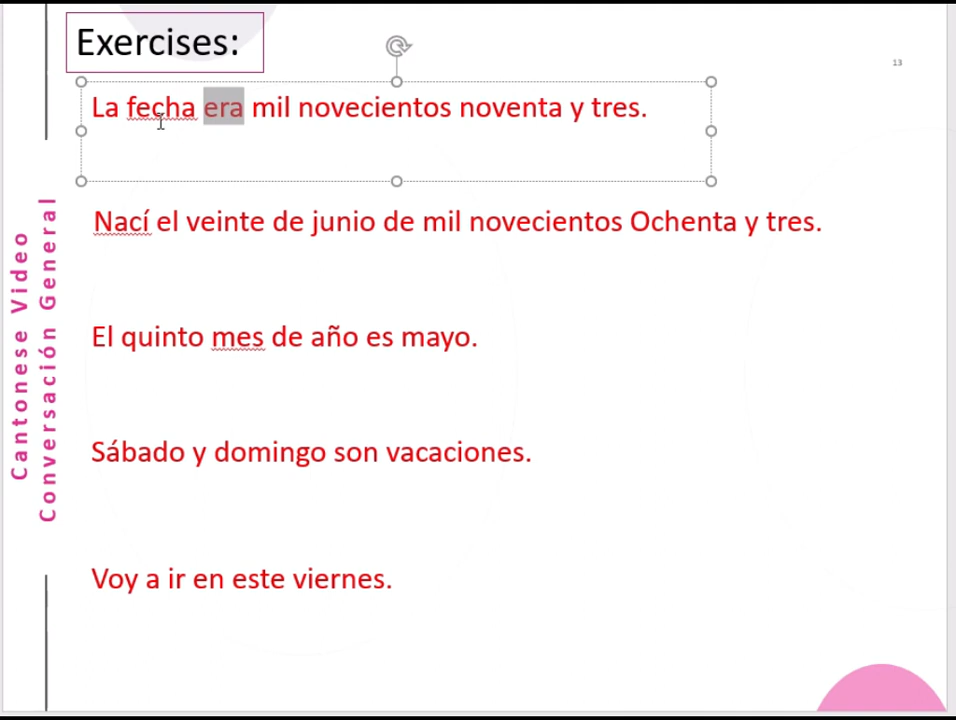 Exercises:
13
La fecha era mil novecientos noventa y tres.
Nací el veinte de junio de mil novecientos Ochenta y tres.
El quinto mes de año es mayo.
Sábado y domingo son vacaciones.
Voy a ir en este viernes.
Cantonese Video
Conversación General